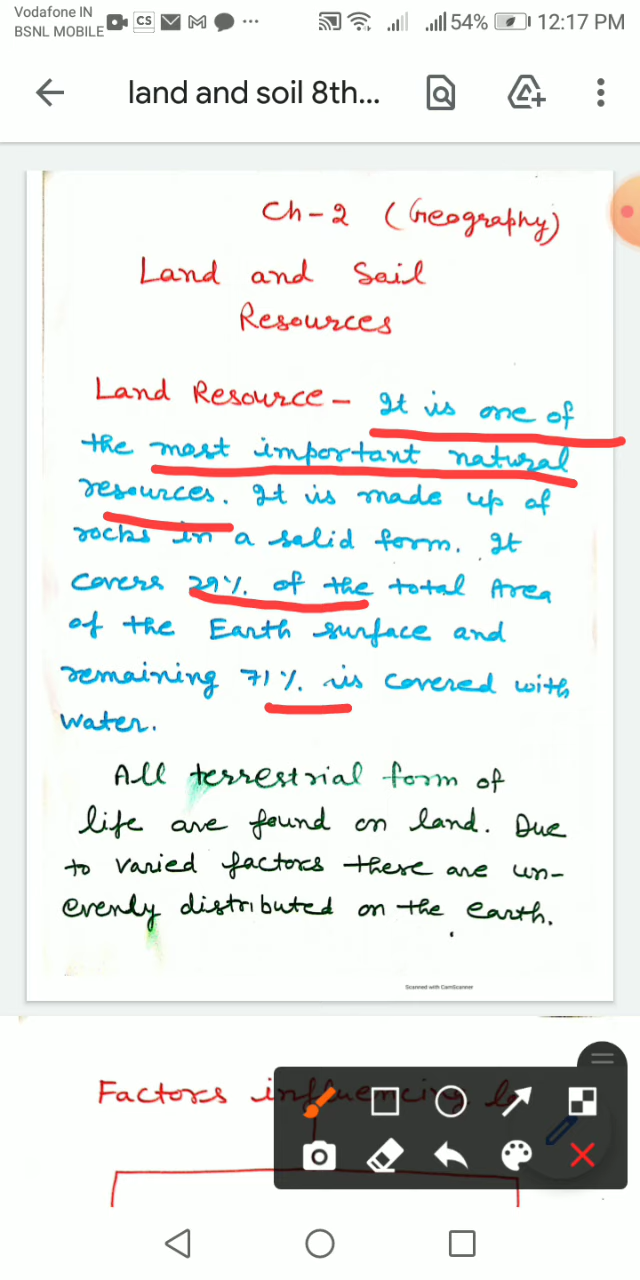 Vodafone IN
BSNL MOBILE
CS
54%
12:17 PM
land and soil 8th...
Ch-2 (Geography)
Land and Soil
Resources
Land Resource - It is one of
the most important natural
resources. It is made up of
rocks in a solid form. It
covers 29% of the total Area
of the Earth surface and
remaining 71% is covered with
water.
All terrestrial form of
life are found on land. Due
to varied factors there are un-
evenly distributed on the earth.
Scanned with CamScanner
Factors influencing